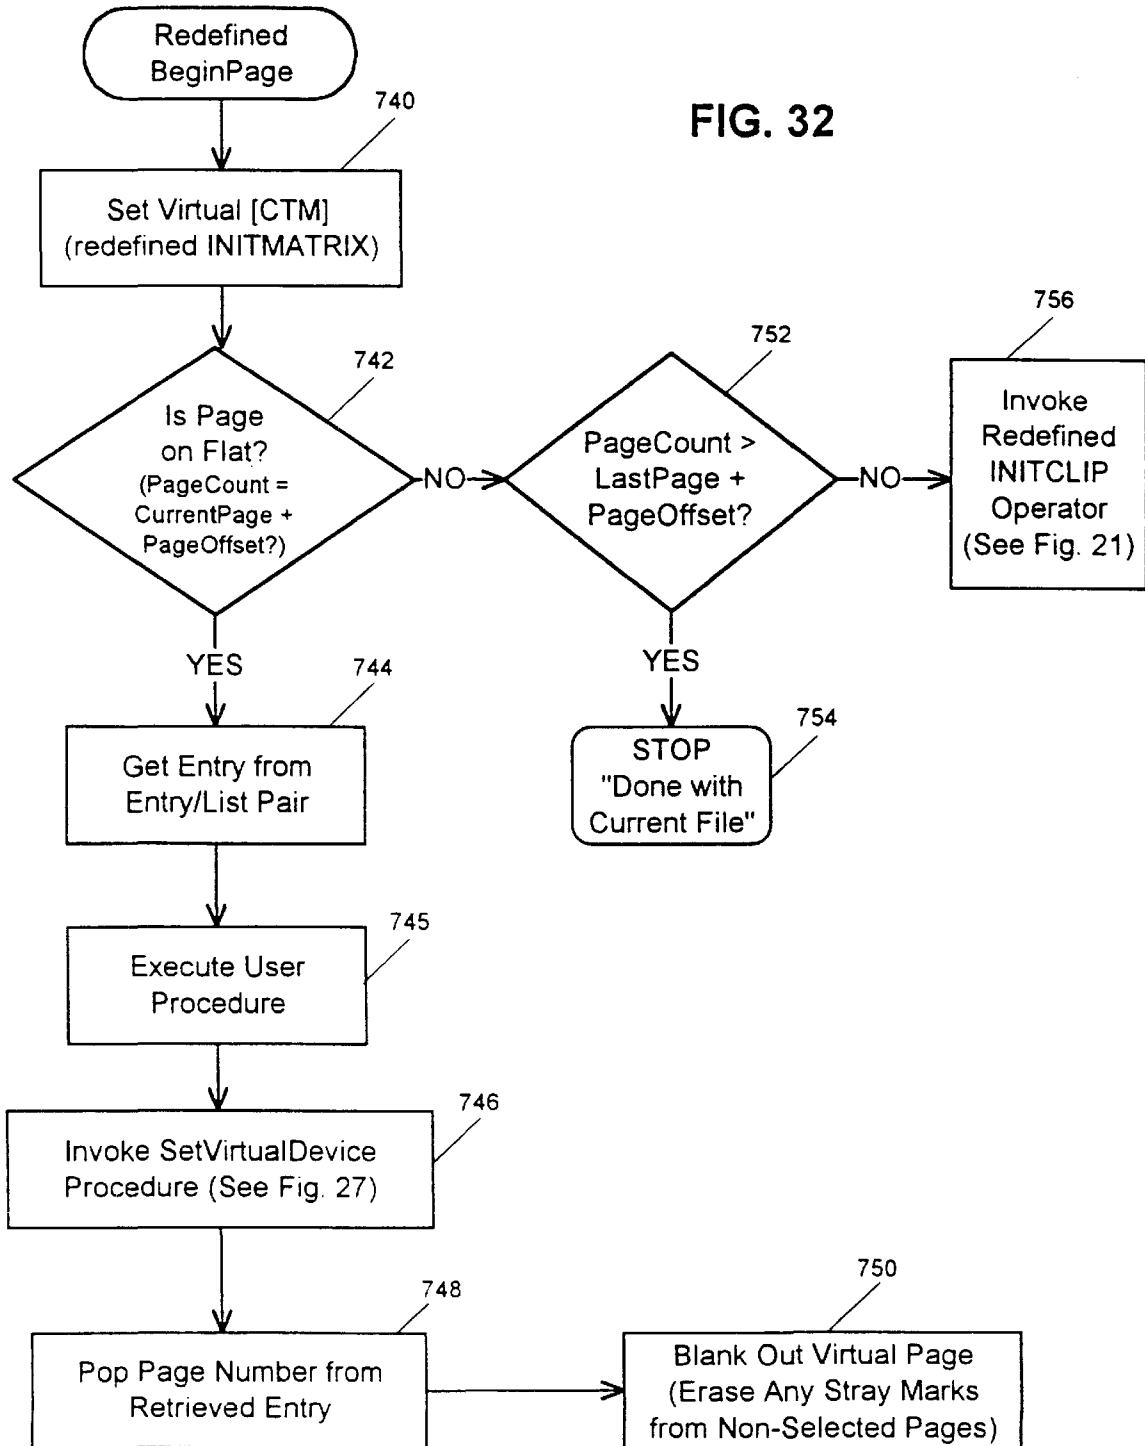 Redefined
BeginPage
740
FIG. 32
Set Virtual [CTM]
(redefined INITMATRIX)
742
Is Page
on Flat?
(PageCount =
CurrentPage +
PageOffset?)
NO
752
PageCount >
LastPage +
PageOffset?
NO
756
Invoke
Redefined
INITCLIP
Operator
(See Fig. 21)
YES
YES
744
Get Entry from
Entry/List Pair
754
STOP
"Done with
Current File"
745
Execute User
Procedure
746
Invoke SetVirtualDevice
Procedure (See Fig. 27)
748
Pop Page Number from
Retrieved Entry
750
Blank Out Virtual Page
(Erase Any Stray Marks
from Non-Selected Pages)